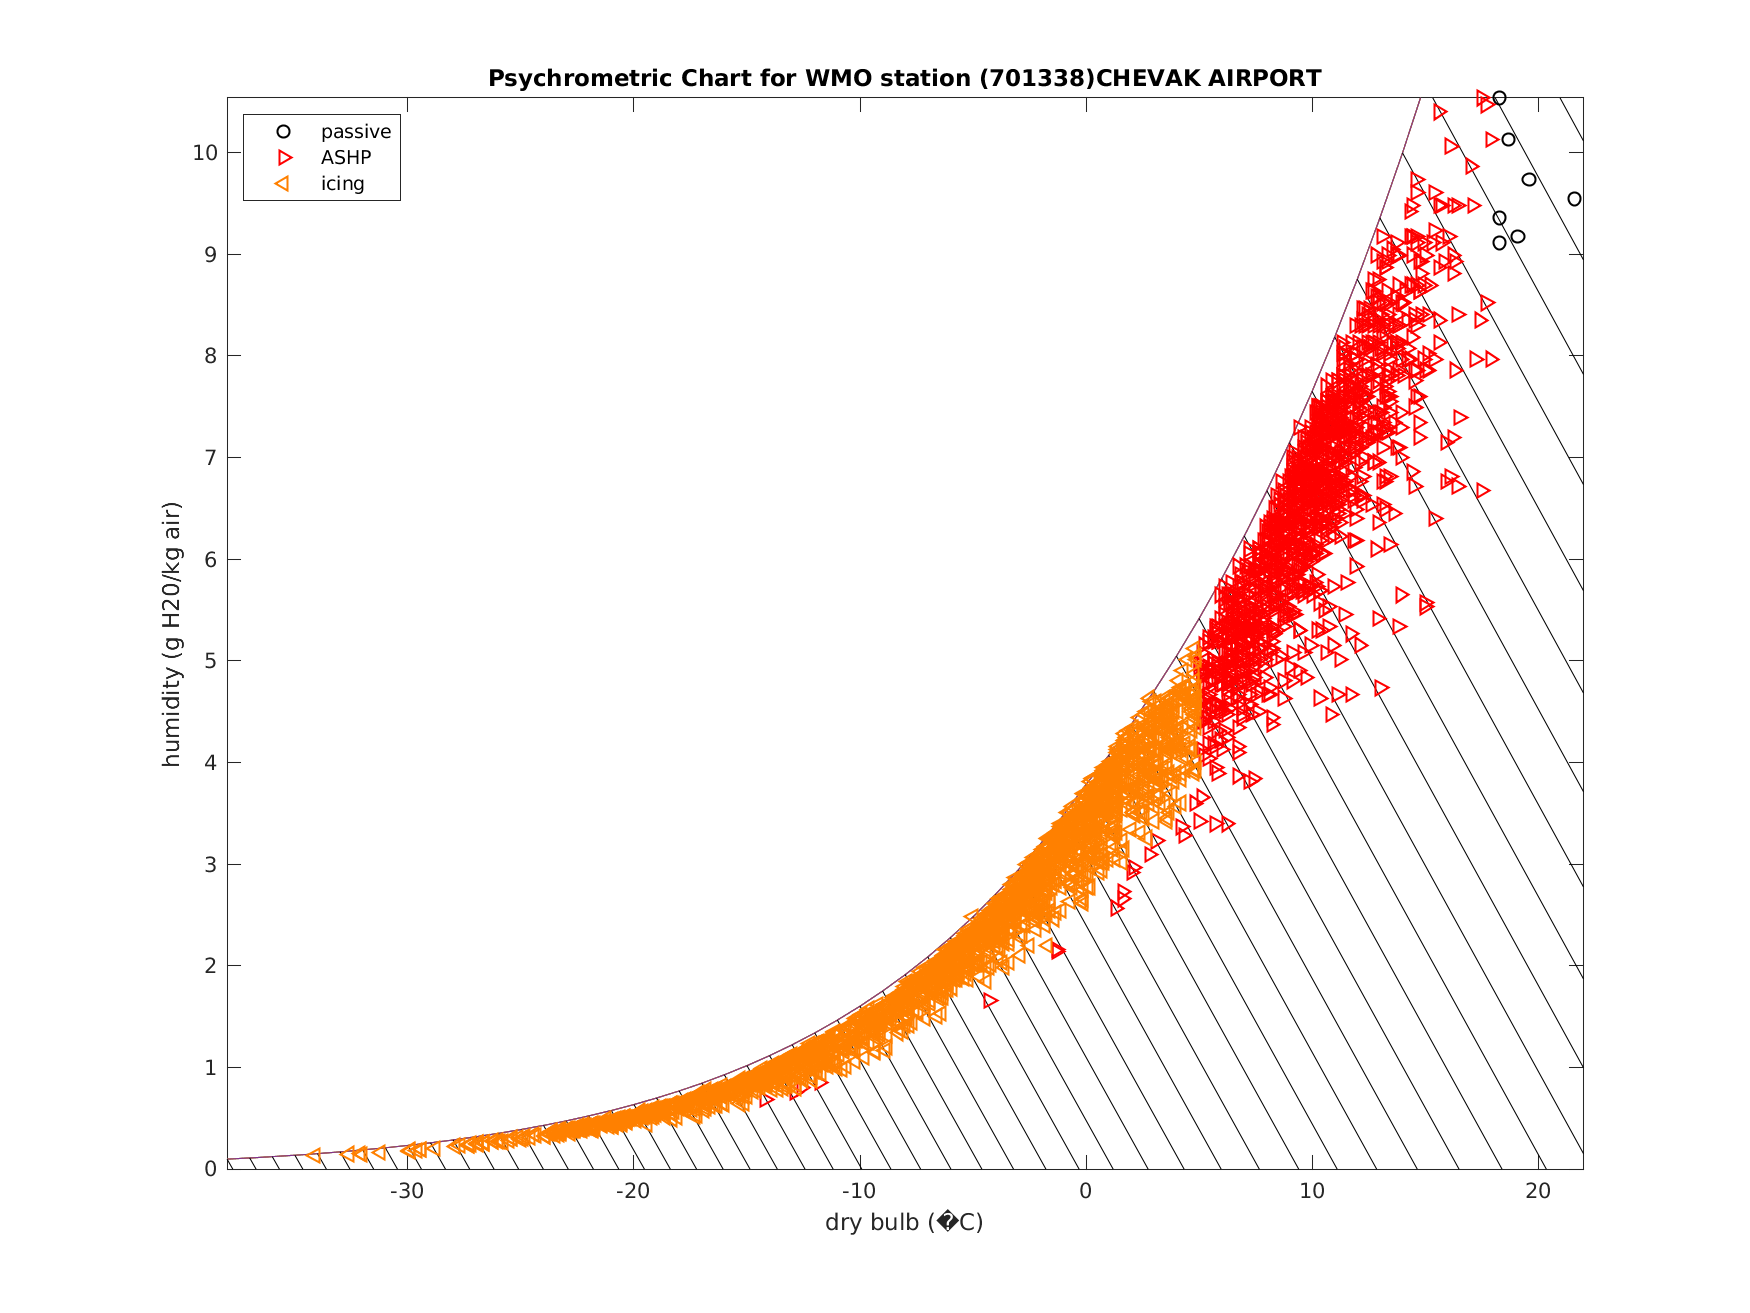 Psychrometric Chart for WMO station (701338)CHEVAK AIRPORT
passive
ASHP
icing
humidity (g H20/kg air)
10
9
8
7
6
5
4
3
2
1
0
-30 -20 -10 0 10 20
dry bulb (�C)